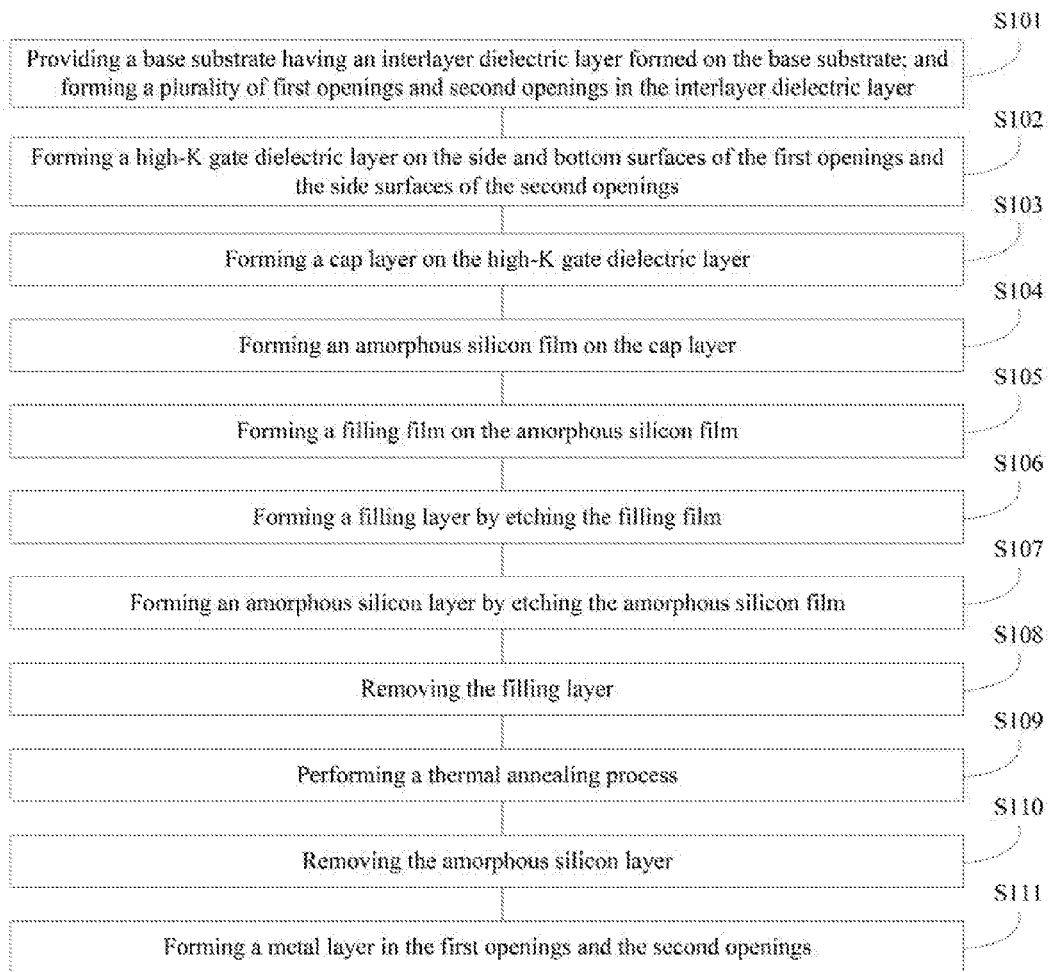 S101
Providing a base substrate having an interlayer dielectric layer formed on the base substrate; and
forming a plurality of first openings and second openings in the interlayer dielectric layer
S102
Forming a high-K gate dielectric layer on the side and bottom surfaces of the first openings and
the side surfaces of the second openings
S103
Forming a cap layer on the high-K gate dielectric layer
S104
Forming an amorphous silicon film on the cap layer
S105
Forming a filling film on the amorphous silicon film
S106
Forming a filling layer by etching the filling film
S107
Forming an amorphous silicon layer by etching the amorphous silicon film
S108
Removing the filling layer
S109
Performing a thermal annealing process
S110
Removing the amorphous silicon layer
S111
Forming a metal layer in the first openings and the second openings